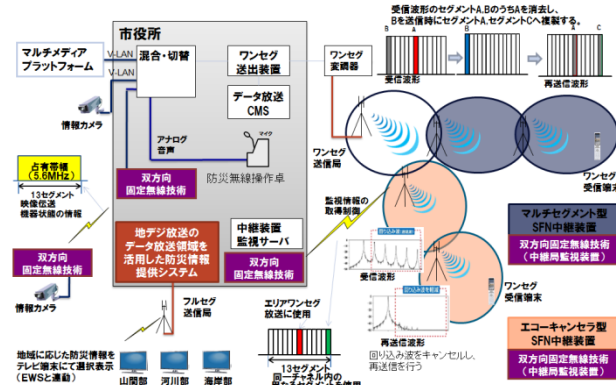 市役所
受信波形のセグメントA.BのうちAを消去し、
Bを送信時にセグメントA.セグメントCへ複製する。
マルチメディア
プラットフォーム
V-LAN
V-LAN
混合・切替
ワンセグ
送出装置
ワンセグ
変調器
データ放送
CMS
B
A
B
A
C
受信波形
再送信波形
情報カメラ
アナログ
音声
マイク
防災無線操作卓
ワンセグ
送信局
ワンセグ
受信端末
占有帯幅
(5.6MHz)
13セグメント
映像伝送
機器状態の情報
双方向
固定無線技術
監視情報の
取得制御
地デジ放送の
データ放送領域を
活用した防災情報
提供システム
中継装置
監視サーバ
双方向
固定無線技術
双方向
固定無線技術
情報カメラ
マルチセグメント型
SFN中継装置
双方向固定無線技術
(中継局監視装置)
回り込み波
受信波形
ワンセグ
受信端末
フルセグ
送信局
エリアワンセグ
放送に使用
再送信波形
回り込み波をキャンセルし、
再送信を行う
エコーキャンセラ型
SFN中継装置
双方向固定無線技術
(中継局監視装置)
地域に応じた防災情報を
テレビ端末にて選択表示
(EWSと連動)
山間部
河川部
海岸部
13セグメント
同一チャネル内の